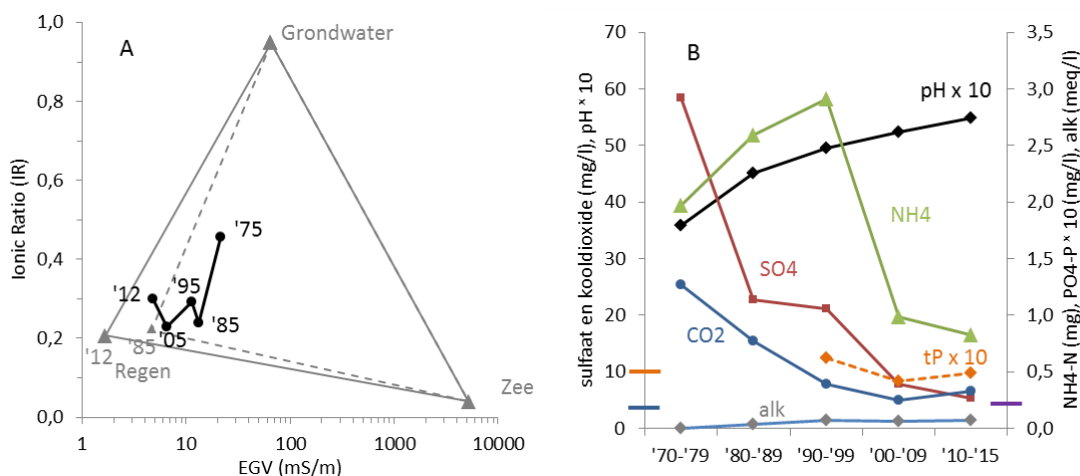 A
1,0
0,8
0,6
0,4
0,2
0,0
Ionic Ratio (IR)
1
10
100
1000
10000
EGV (mS/m)
Grondwater
'75
'95
'12
'85
'05
'85
'12
Regen
Zee
B
70
60
50
40
30
20
10
0
sulfaat en kooldioxide (mg/l), pH * 10
3,5
3,0
2,5
2,0
1,5
1,0
0,5
0,0
NH4-N (mg), PO4-P * 10 (mg/l), alk (meq/l)
pH x 10
NH4
SO4
CO2
tP x 10
alk
'70-'79
'80-'89
'90-'99
'00-'09
'10-'15